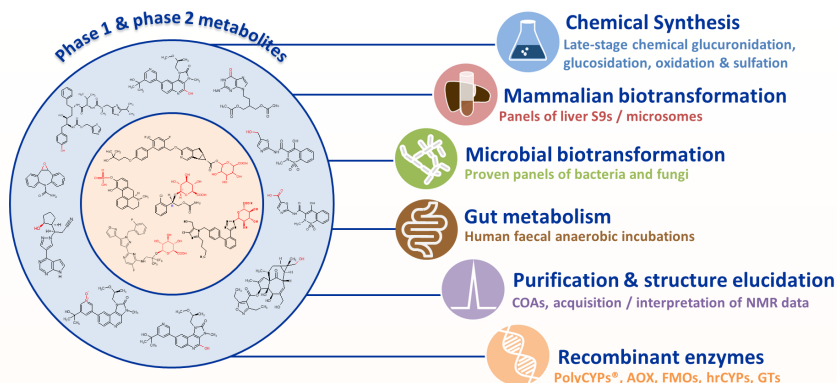 Phase 1 & phase 2 metabolites
Chemical Synthesis
Late-stage chemical glucuronidation,
glucosidation, oxidation & sulfation
Mammalian biotransformation
Panels of liver S9s / microsomes
Microbial biotransformation
Proven panels of bacteria and fungi
Gut metabolism
Human faecal anaerobic incubations
Purification & structure elucidation
COAs, acquisition / interpretation of NMR data
Recombinant enzymes
PolyCYPs®, AOX, FMOs, hrCYPs, GTs